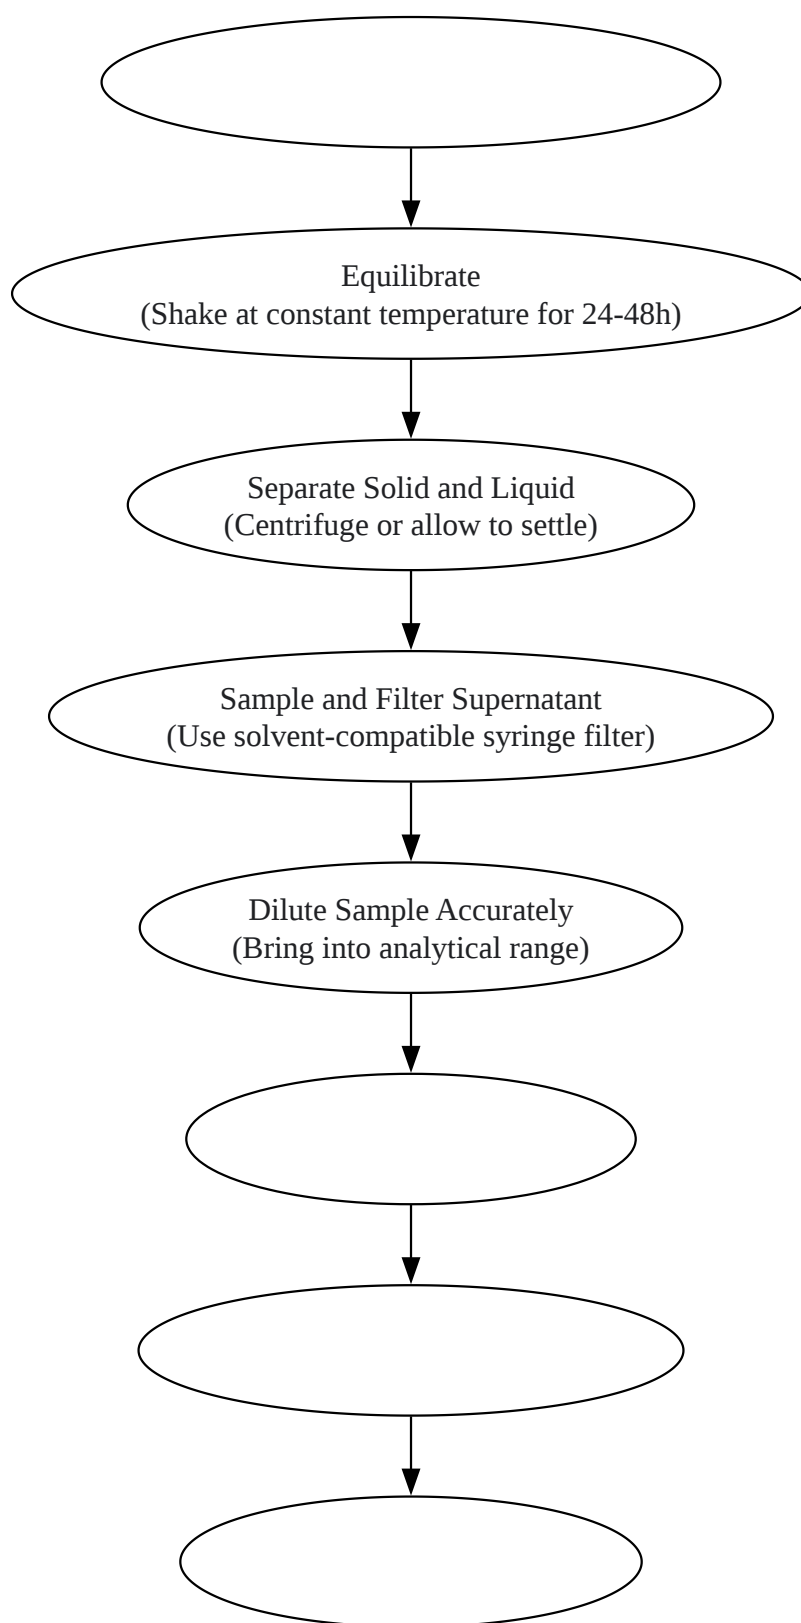 Equilibrate
(Shake at constant temperature for 24-48h)
Separate Solid and Liquid
(Centrifuge or allow to settle)
Sample and Filter Supernatant
(Use solvent-compatible syringe filter)
Dilute Sample Accurately
(Bring into analytical range)